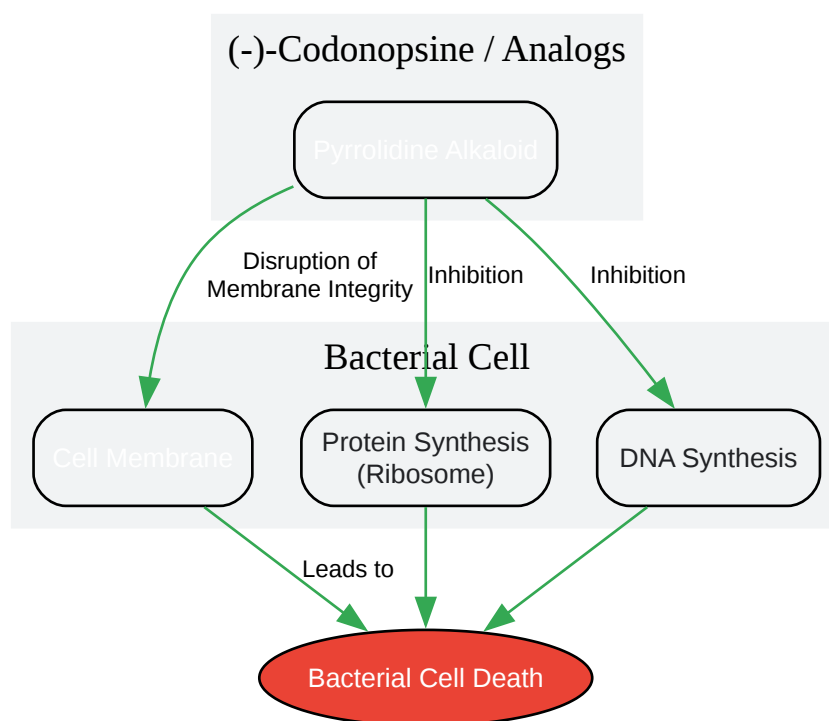 (-)-Codonopsine / Analogs
Pyrrolidine Alkaloid
Disruption of
Membrane Integrity
Inhibition
Inhibition
Bacterial Cell
Cell Membrane
Protein Synthesis
(Ribosome)
DNA Synthesis
Leads to
Bacterial Cell Death